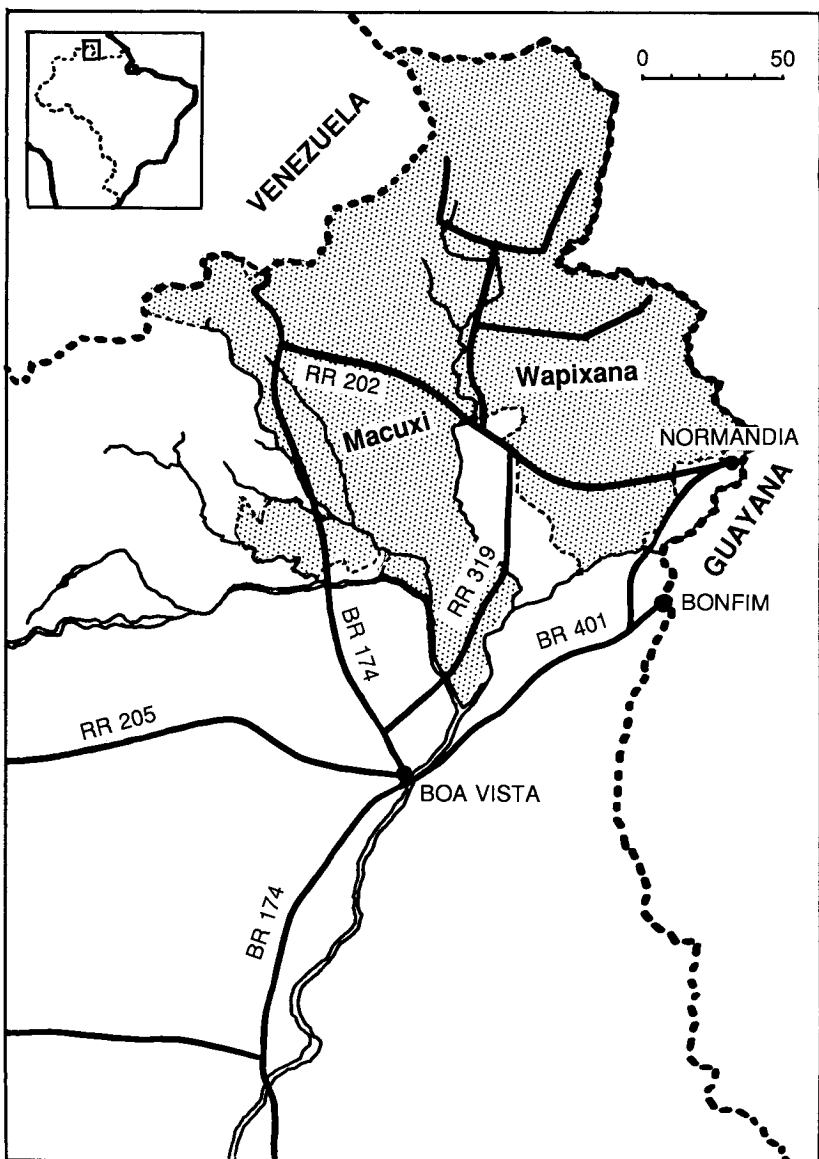 0 50
VENEZUELA
RR 202
Wapixana
Macuxi
NORMANDIA
GUAYANA
RR 319
BONFIM
BR 401
BR 174
RR 205
BOA VISTA
BR 174